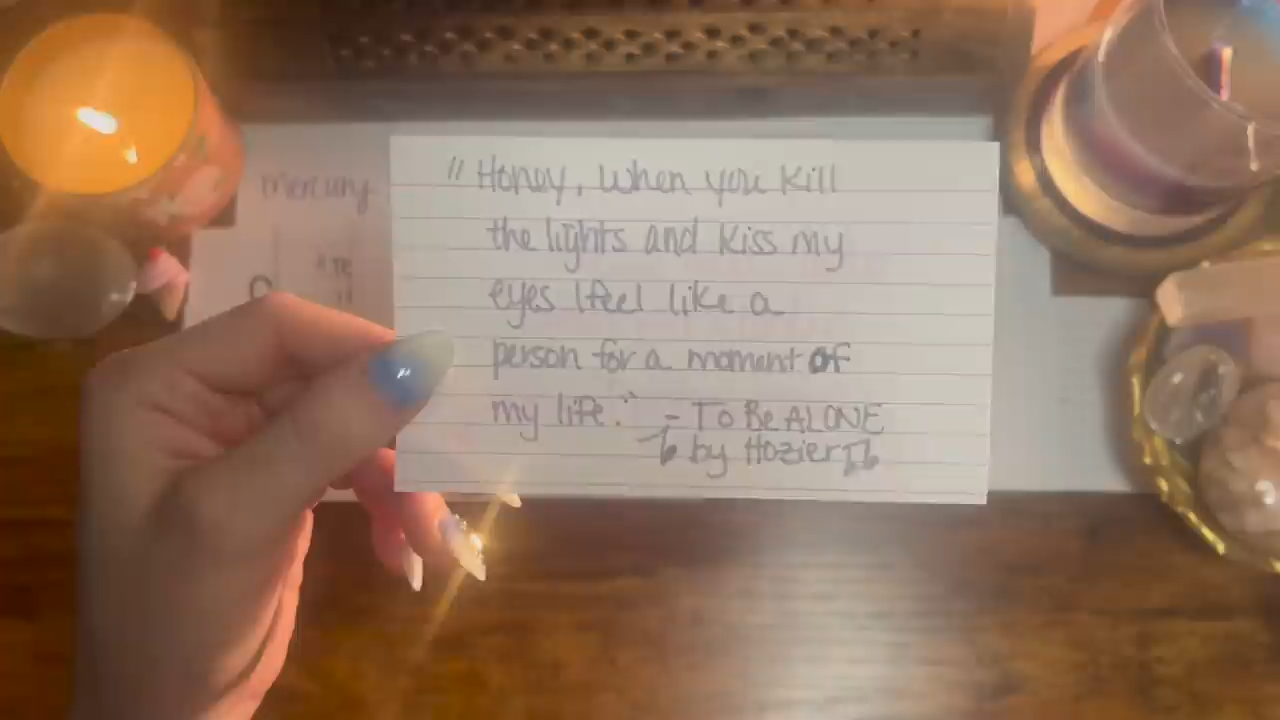 mercury
"Honey, when you kill
the lights and kiss my
eyes I feel like a
person for a moment of
my life." - TO Be ALONE
by Hozier